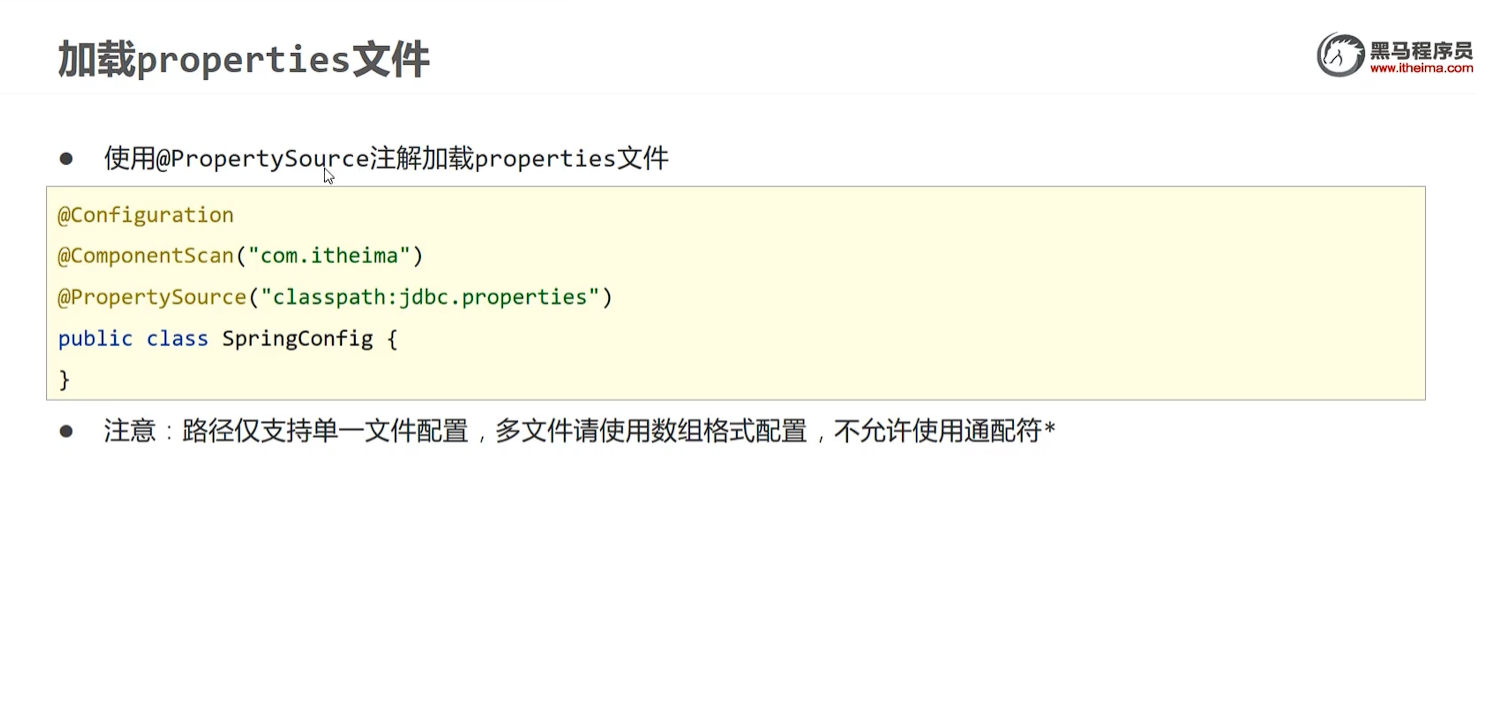 加载properties文件
黑马程序员
www.itheima.com
● 使用@PropertySource注解加载properties文件
@Configuration
@ComponentScan("com.itheima")
@PropertySource("classpath:jdbc.properties")
public class SpringConfig {
}
● 注意：路径仅支持单一文件配置，多文件请使用数组格式配置，不允许使用通配符*